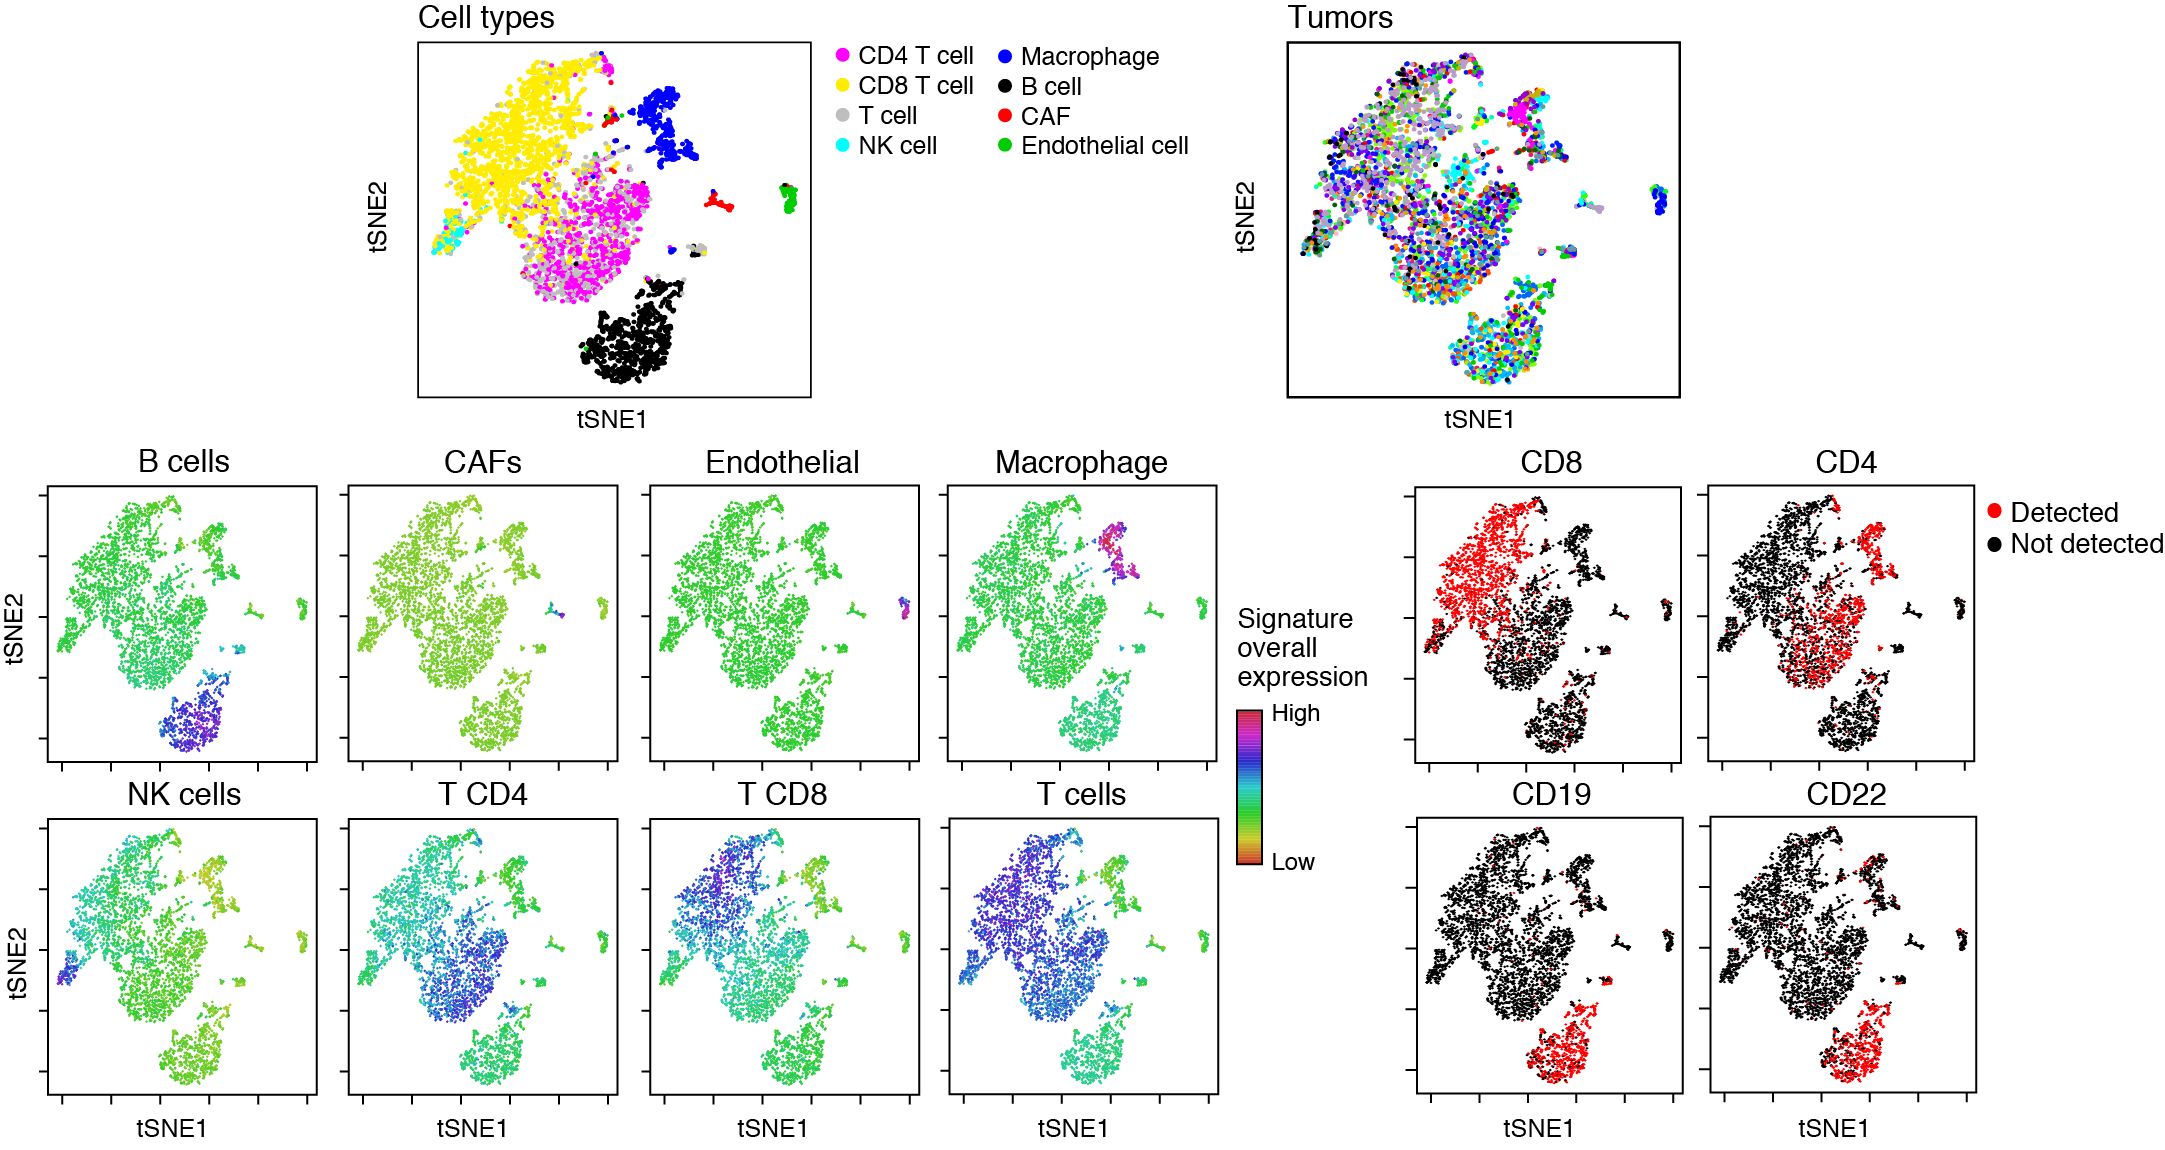 Cell types
Tumors
CD4 T cell
CD8 T cell
T cell
NK cell
Macrophage
B cell
CAF
Endothelial cell
tSNE2
tSNE1
tSNE2
tSNE1
B cells
CAFs
Endothelial
Macrophage
CD8
CD4
Detected
Not detected
tSNE2
Signature
overall
expression
High
Low
NK cells
T CD4
T CD8
T cells
CD19
CD22
tSNE2
tSNE1
tSNE1
tSNE1
tSNE1
tSNE1
tSNE1